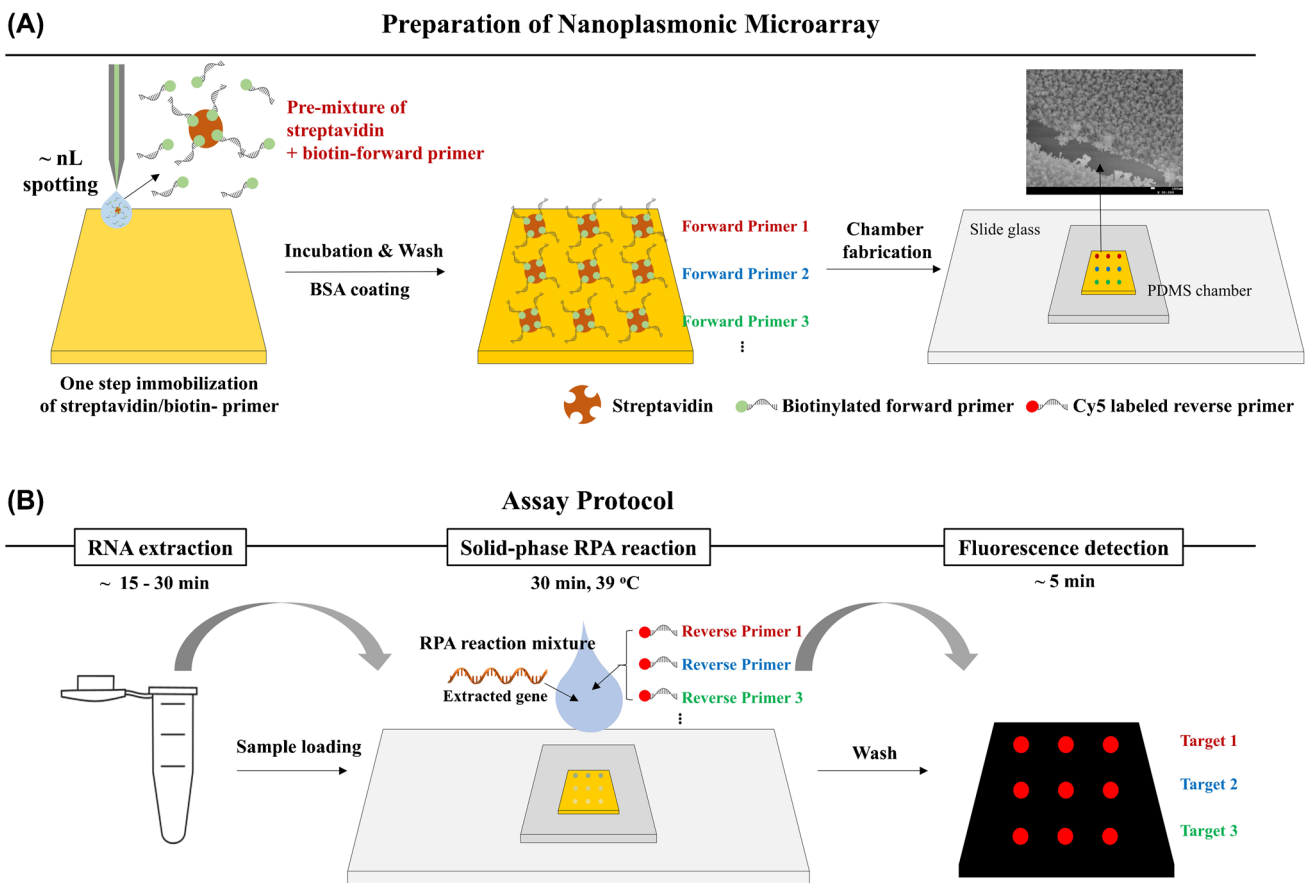 (A)
Preparation of Nanoplasmonic Microarray
~ nL
spotting
Pre-mixture of
streptavidin
+ biotin-forward primer
One step immobilization
of streptavidin/biotin- primer
Incubation & Wash
BSA coating
Forward Primer 1
Forward Primer 2
Forward Primer 3
Chamber
fabrication
Slide glass
PDMS chamber
Streptavidin
Biotinylated forward primer
Cy5 labeled reverse primer
(B)
Assay Protocol
RNA extraction
~ 15 - 30 min
Solid-phase RPA reaction
30 min, 39 °C
Fluorescence detection
~ 5 min
RPA reaction mixture
Extracted gene
Reverse Primer 1
Reverse Primer
Reverse Primer 3
Sample loading
Wash
Target 1
Target 2
Target 3